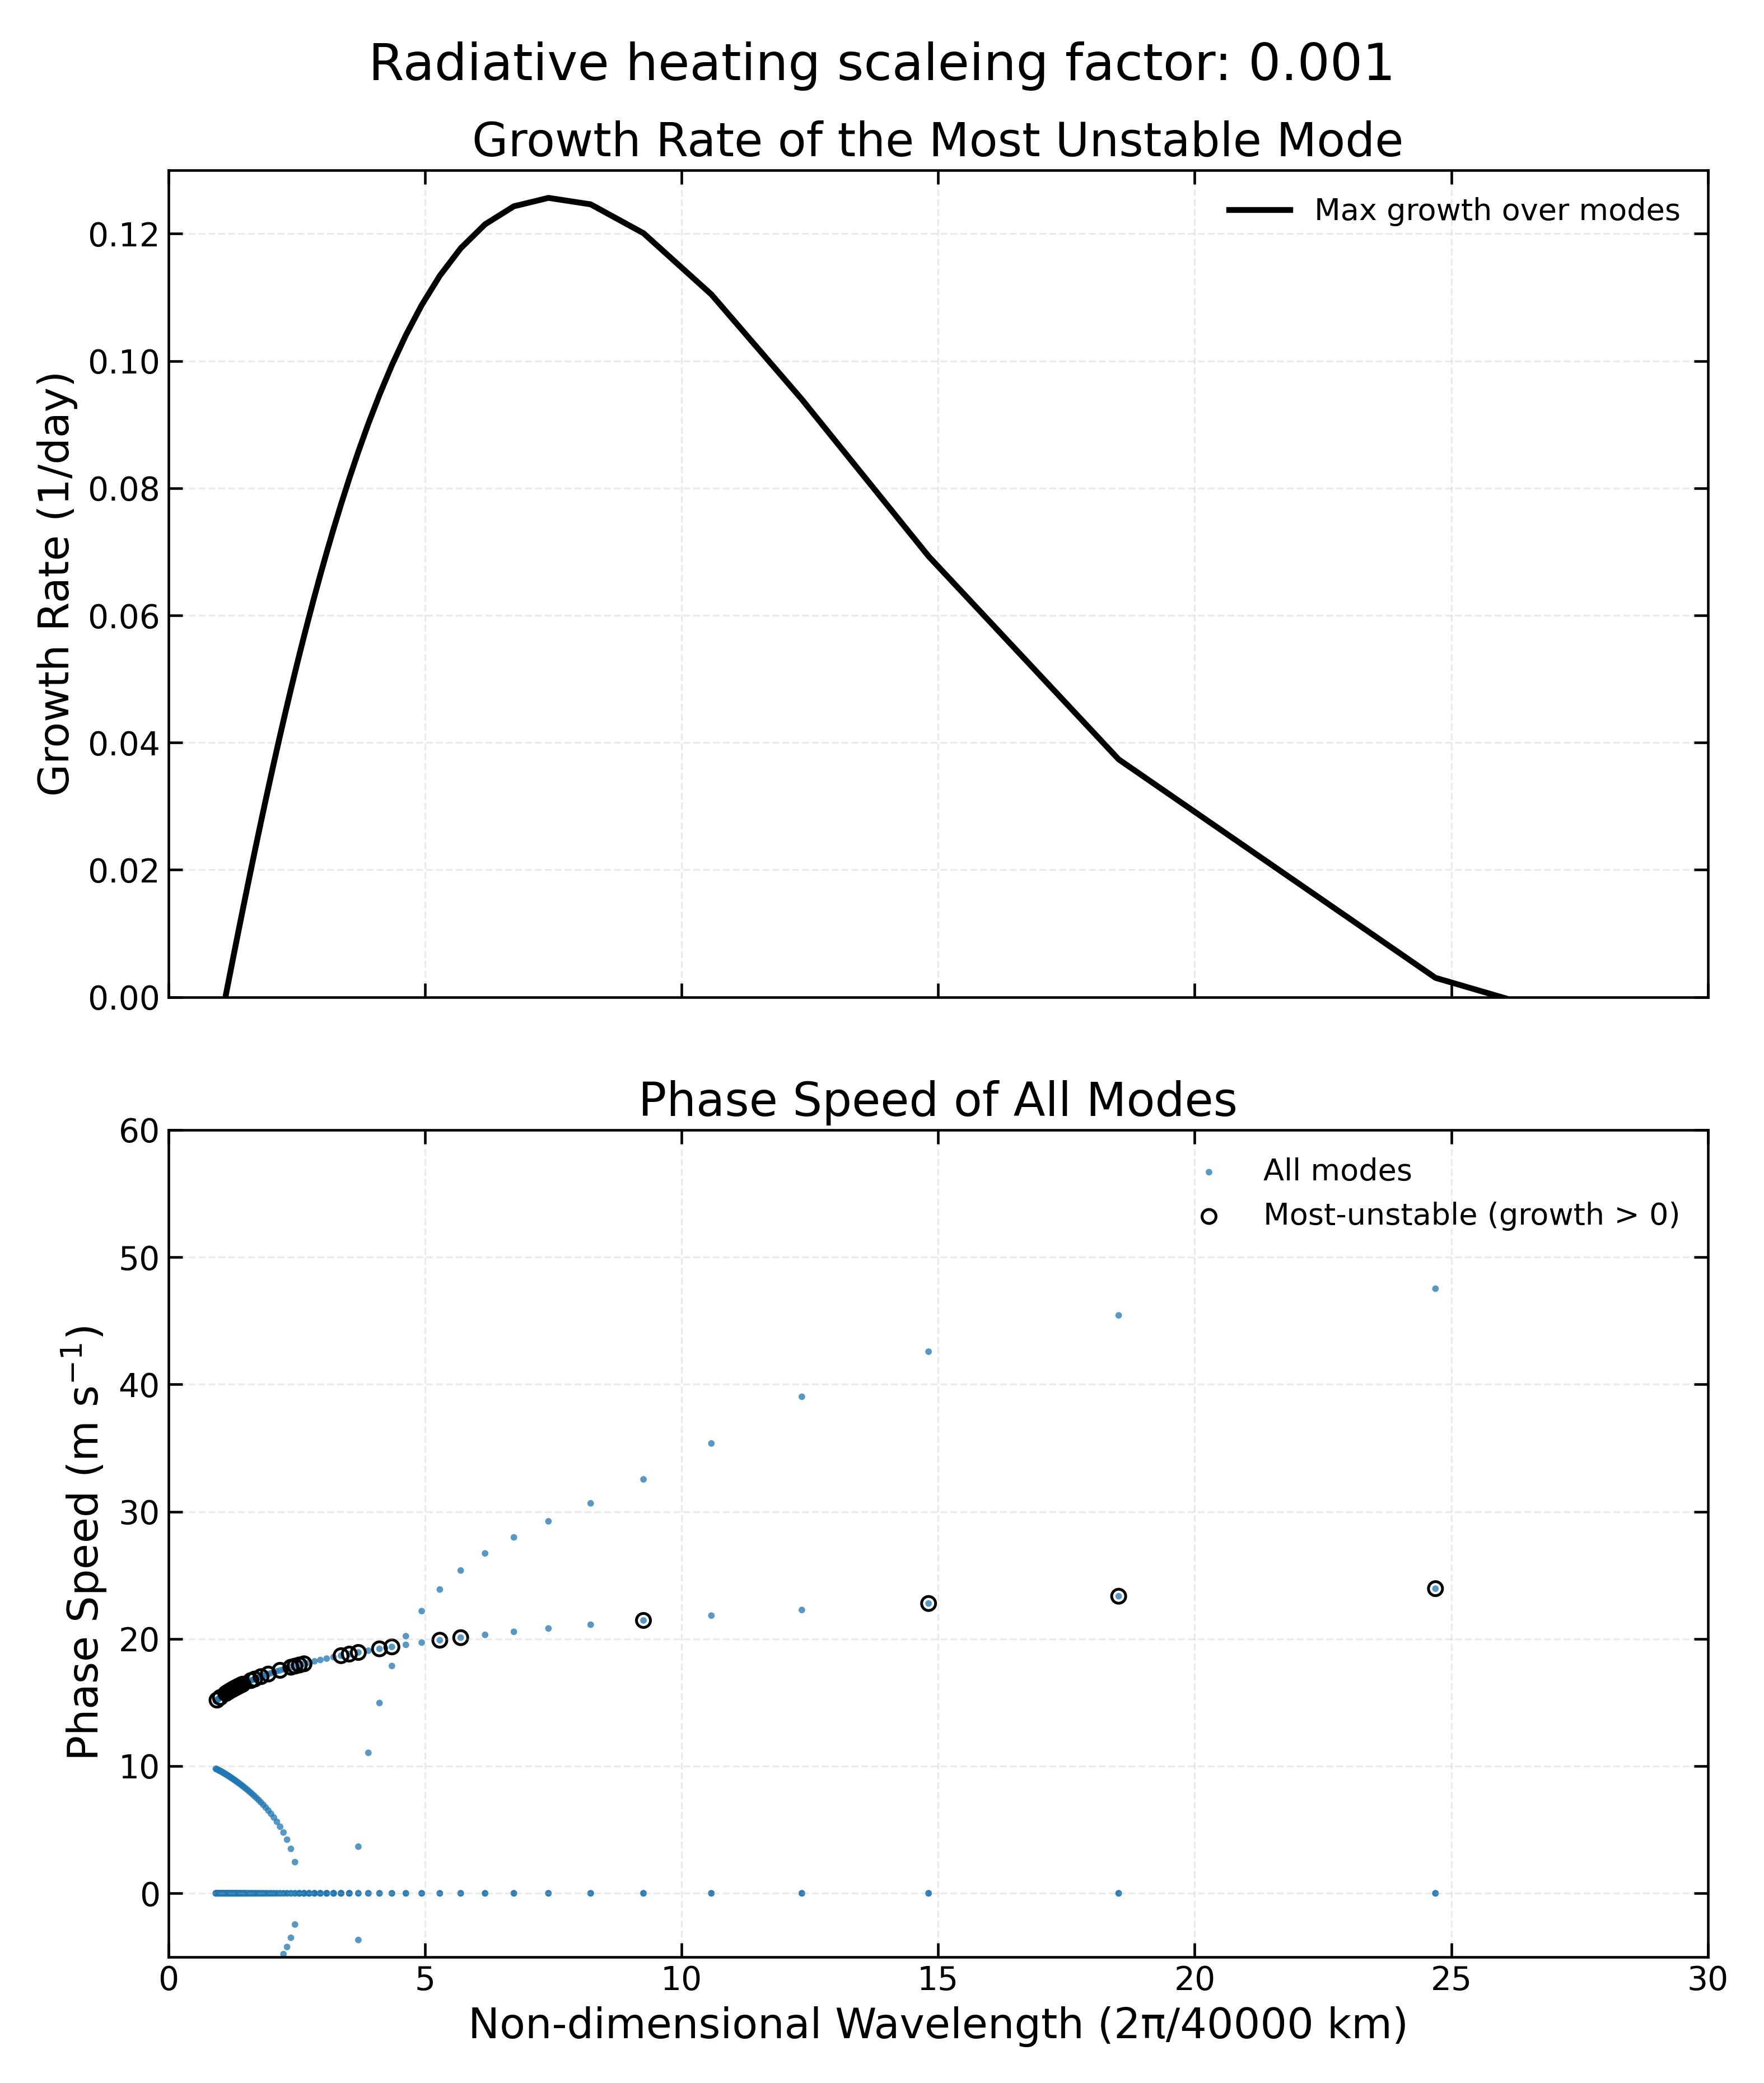 Radiative heating scaleing factor: 0.001
Growth Rate of the Most Unstable Mode
Max growth over modes
Growth Rate (1/day)
0.12
0.10
0.08
0.06
0.04
0.02
0.00
Phase Speed of All Modes
All modes
Most-unstable (growth > 0)
Phase Speed (m s⁻¹)
60
50
40
30
20
10
0
0 5 10 15 20 25 30
Non-dimensional Wavelength (2π/40000 km)